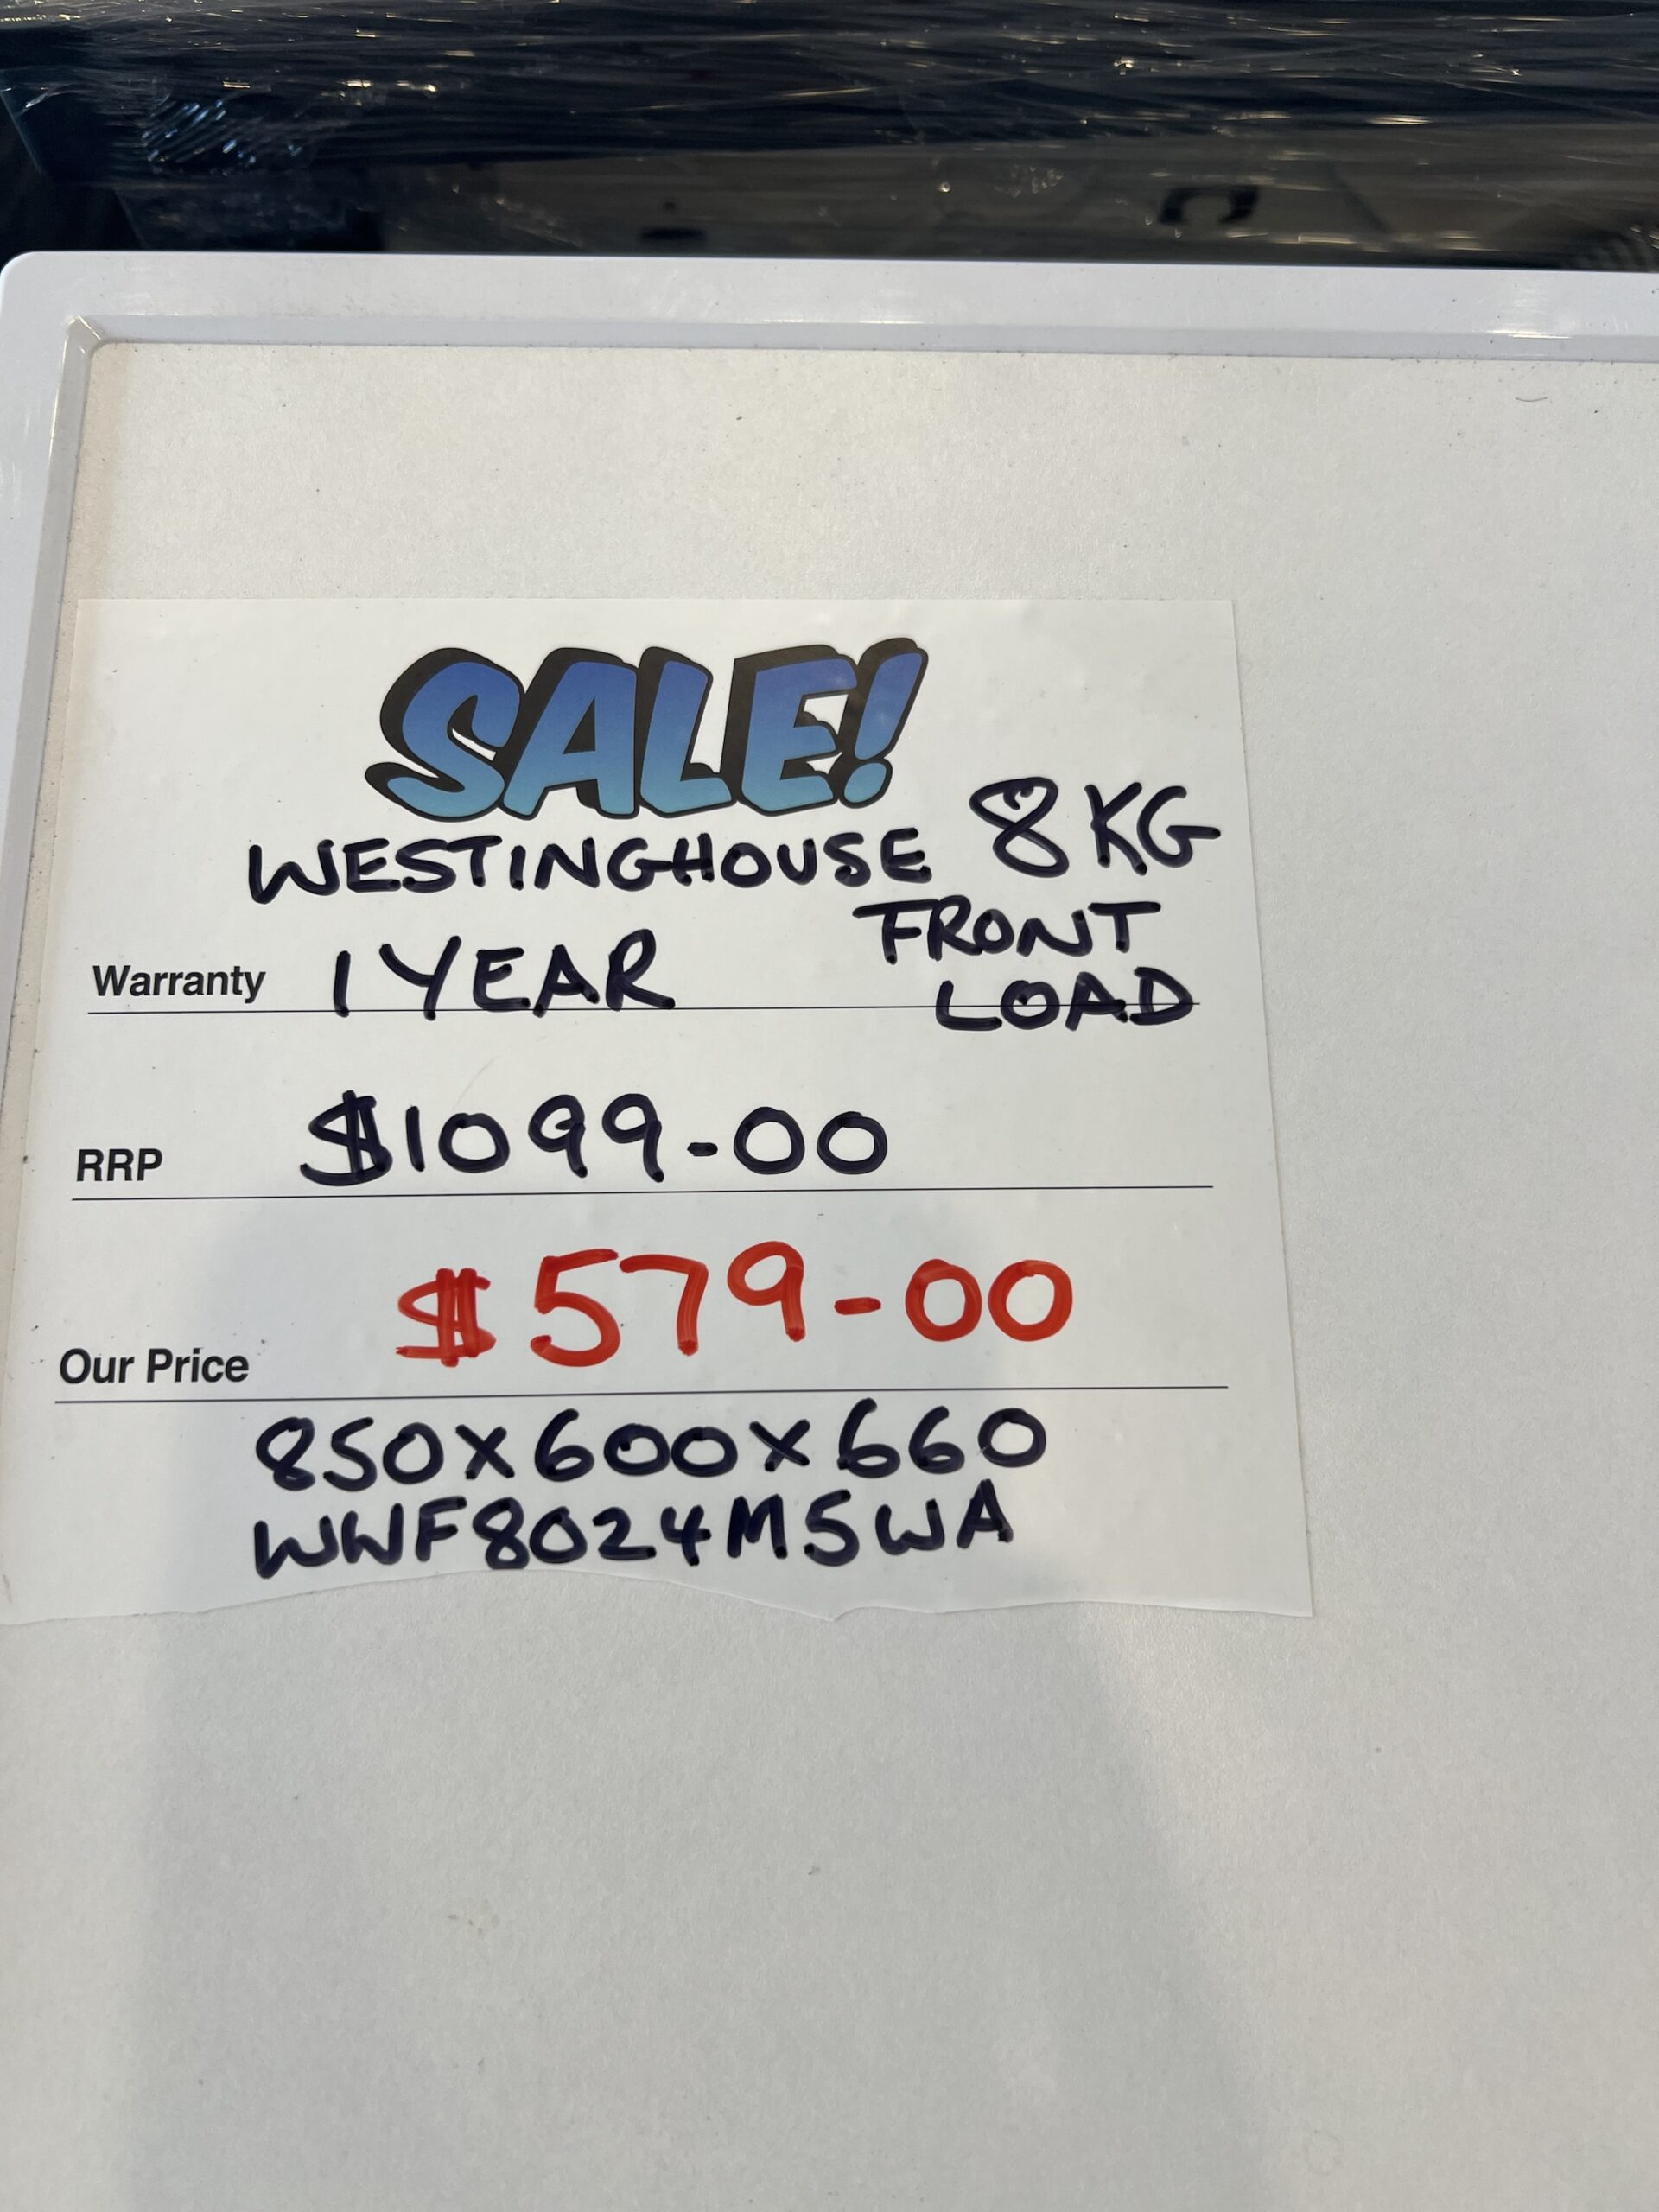 SALE!
WESTINGHOUSE 8KG
FRONT
Warranty 1 YEAR LOAD
RRP $1099-00
Our Price $579-00
850x600x660
WWF8024M5WA